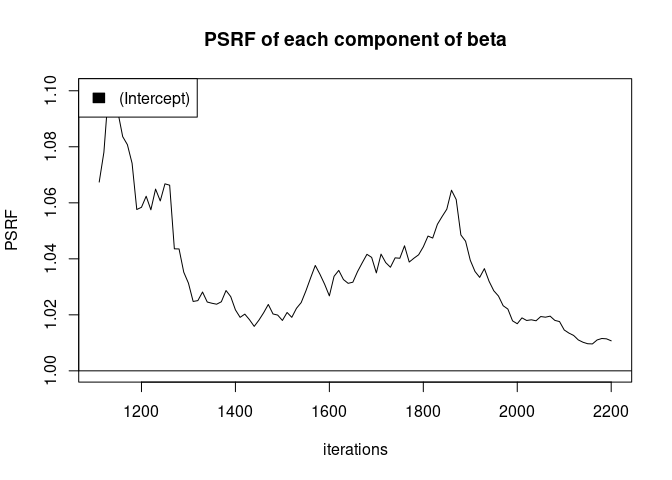 PSRF of each component of beta
(Intercept)
PSRF
1.10
1.08
1.06
1.04
1.02
1.00
1200 1400 1600 1800 2000 2200
iterations